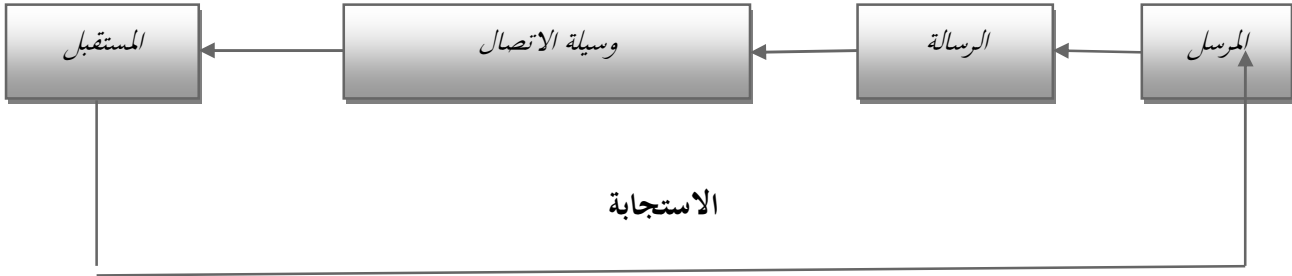 المرسل
الرسالة
وسيلة الاتصال
المستقبل
الاستجابة